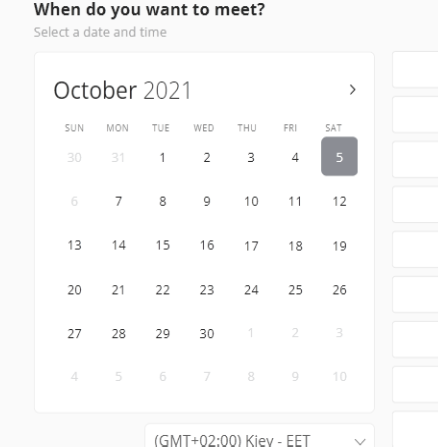 When do you want to meet?
Select a date and time
October 2021 >
SUN MON TUE WED THU FRI SAT
30 31 1 2 3 4 5
6 7 8 9 10 11 12
13 14 15 16 17 18 19
20 21 22 23 24 25 26
27 28 29 30 1 2 3
4 5 6 7 8 9 10
(GMT+02:00) Kiev - EET